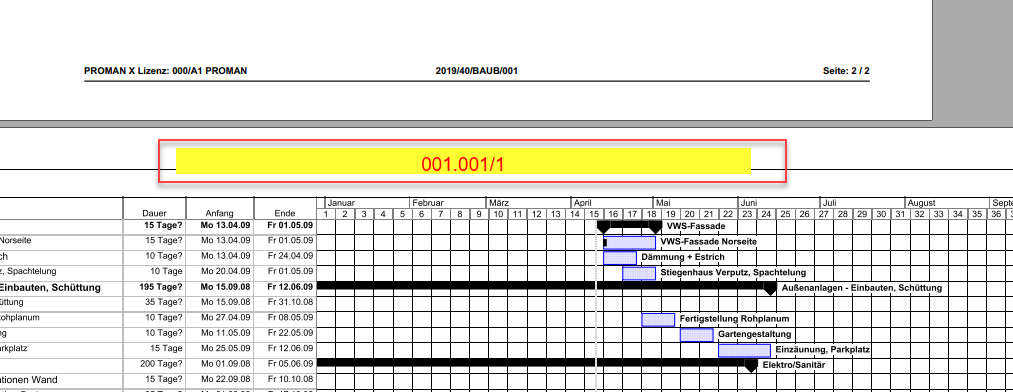 PROMAN X Lizenz: 000/A1 PROMAN 2019/40/BAUB/001 Seite: 2 / 2
001.001/1
Januar Februar März April Mai Juni Juli August
Dauer Anfang Ende 1 2 3 4 5 6 7 8 9 10 11 12 13 14 15 16 17 18 19 20 21 22 23 24 25 26 27 28 29 30 31 32 33 34 35 36
15 Tage? Mo 13.04.09 Fr 01.05.09 VWS-Fassade
Norseite 15 Tage? Mo 13.04.09 Fr 01.05.09 VWS-Fassade Norseite
ch 10 Tage? Mo 13.04.09 Fr 24.04.09 Dämmung + Estrich
z, Spachtelung 10 Tage Mo 20.04.09 Fr 01.05.09 Stiegenhaus Verputz, Spachtelung
Einbauten, Schüttung 195 Tage? Mo 15.09.08 Fr 12.06.09 Außenanlagen - Einbauten, Schüttung
hüttung 35 Tage? Mo 15.09.08 Fr 31.10.08
ohplanum 10 Tage? Mo 27.04.09 Fr 08.05.09 Fertigstellung Rohplanum
ng 10 Tage? Mo 11.05.09 Fr 22.05.09 Gartengestaltung
arkplatz 15 Tage Mo 25.05.09 Fr 12.06.09 Einzäunung, Parkplatz
200 Tage? Mo 01.09.08 Fr 05.06.09 Elektro/Sanitär
ationen Wand 15 Tage? Mo 22.09.08 Fr 10.10.08